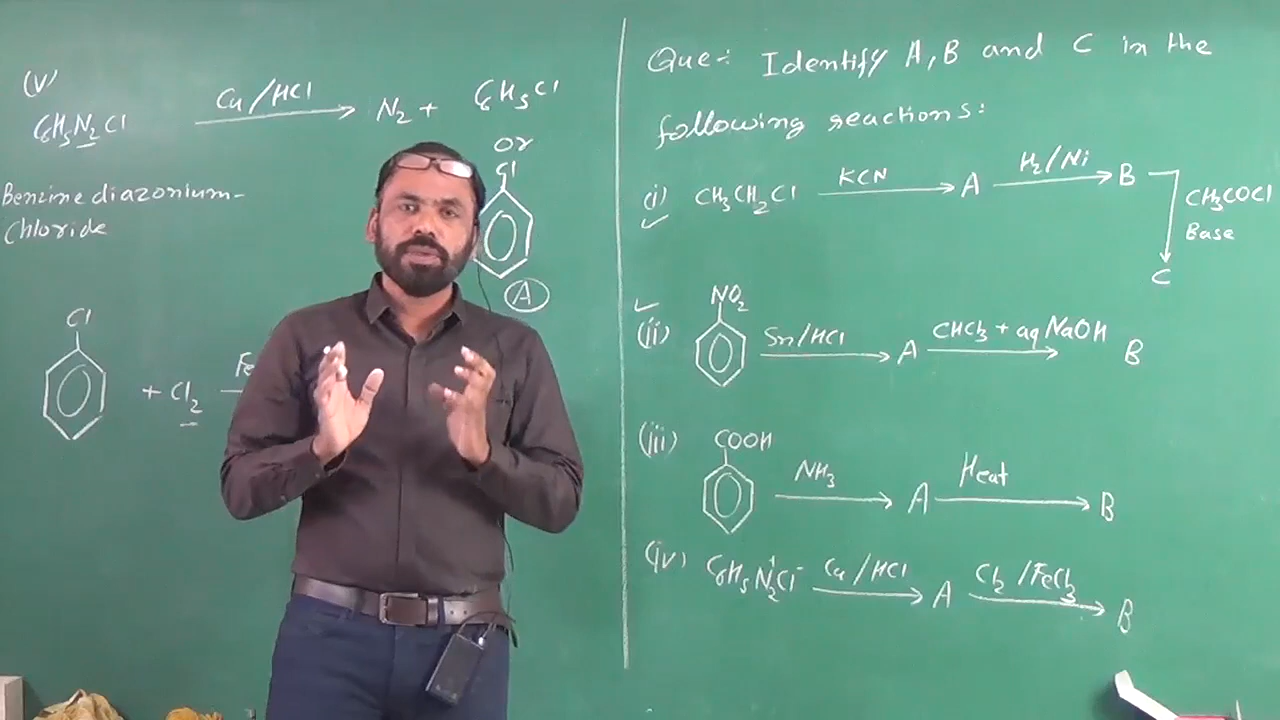 (V)
C6H5N2Cl Cu/HCl N2 + C6H5Cl
Or
Cl
A
Benzine diazonium-
Chloride
Cl
+ Cl2 Fe
Que:- Identify A, B and C in the
following reactions:
(i) CH3CH2Cl KCN A H2/Ni B
CH3COCl
Base
C
NO2
(ii) Sn/HCl A CHCl3 + aq NaOH B
COOH
(iii) NH3 A Heat B
(iv) C6H5N2+Cl- Cu/HCl A Cl2/FeCl3 B